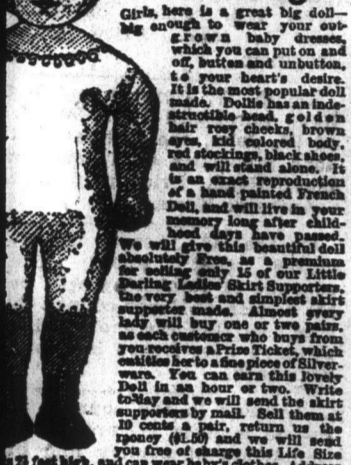 Girls, here is a great big doll—
big enough to wear your out-
grown baby dresses,
which you can put on and
off, button and unbutton,
to your heart's desire.
It is the most popular doll
made. Dollie has an inde-
structible head, golden
hair rosy cheeks, brown
eyes, kid colored body,
red stockings, black shoes,
and will stand alone. It
is an exact reproduction
of a hand painted French
Doll, and will live in your
memory long after child-
hood days have passed.
We will give this beautiful doll
absolutely Free, as a premium
for selling only 15 of our Little
Darling Ladies' Skirt Supporters,
the very best and simplest skirt
supporter made. Almost every
lady will buy one or two pairs,
as each customer who buys from
you receives a Prize Ticket, which
entitles her to a fine piece of Silver-
ware. You can earn this lovely
Doll in an hour or two. Write
to-day and we will send the skirt
supporters by mail. Sell them at
10 cents a pair, return us the
money ($1.50) and we will send
you free of charge this Life Size
2½ feet high, and can wear baby's